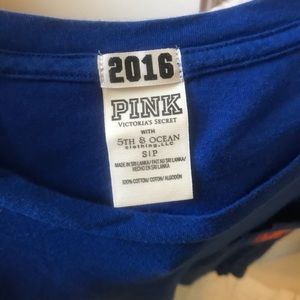 2016
PINK
VICTORIA'S SECRET
WITH
5TH & OCEAN
clothing, LLC
S|P
MADE IN SRI LANKA/ FAIT AU SRI LANKA/
HECHO EN SRI LANKA
100% COTTON/ COTON/ ALGODÓN